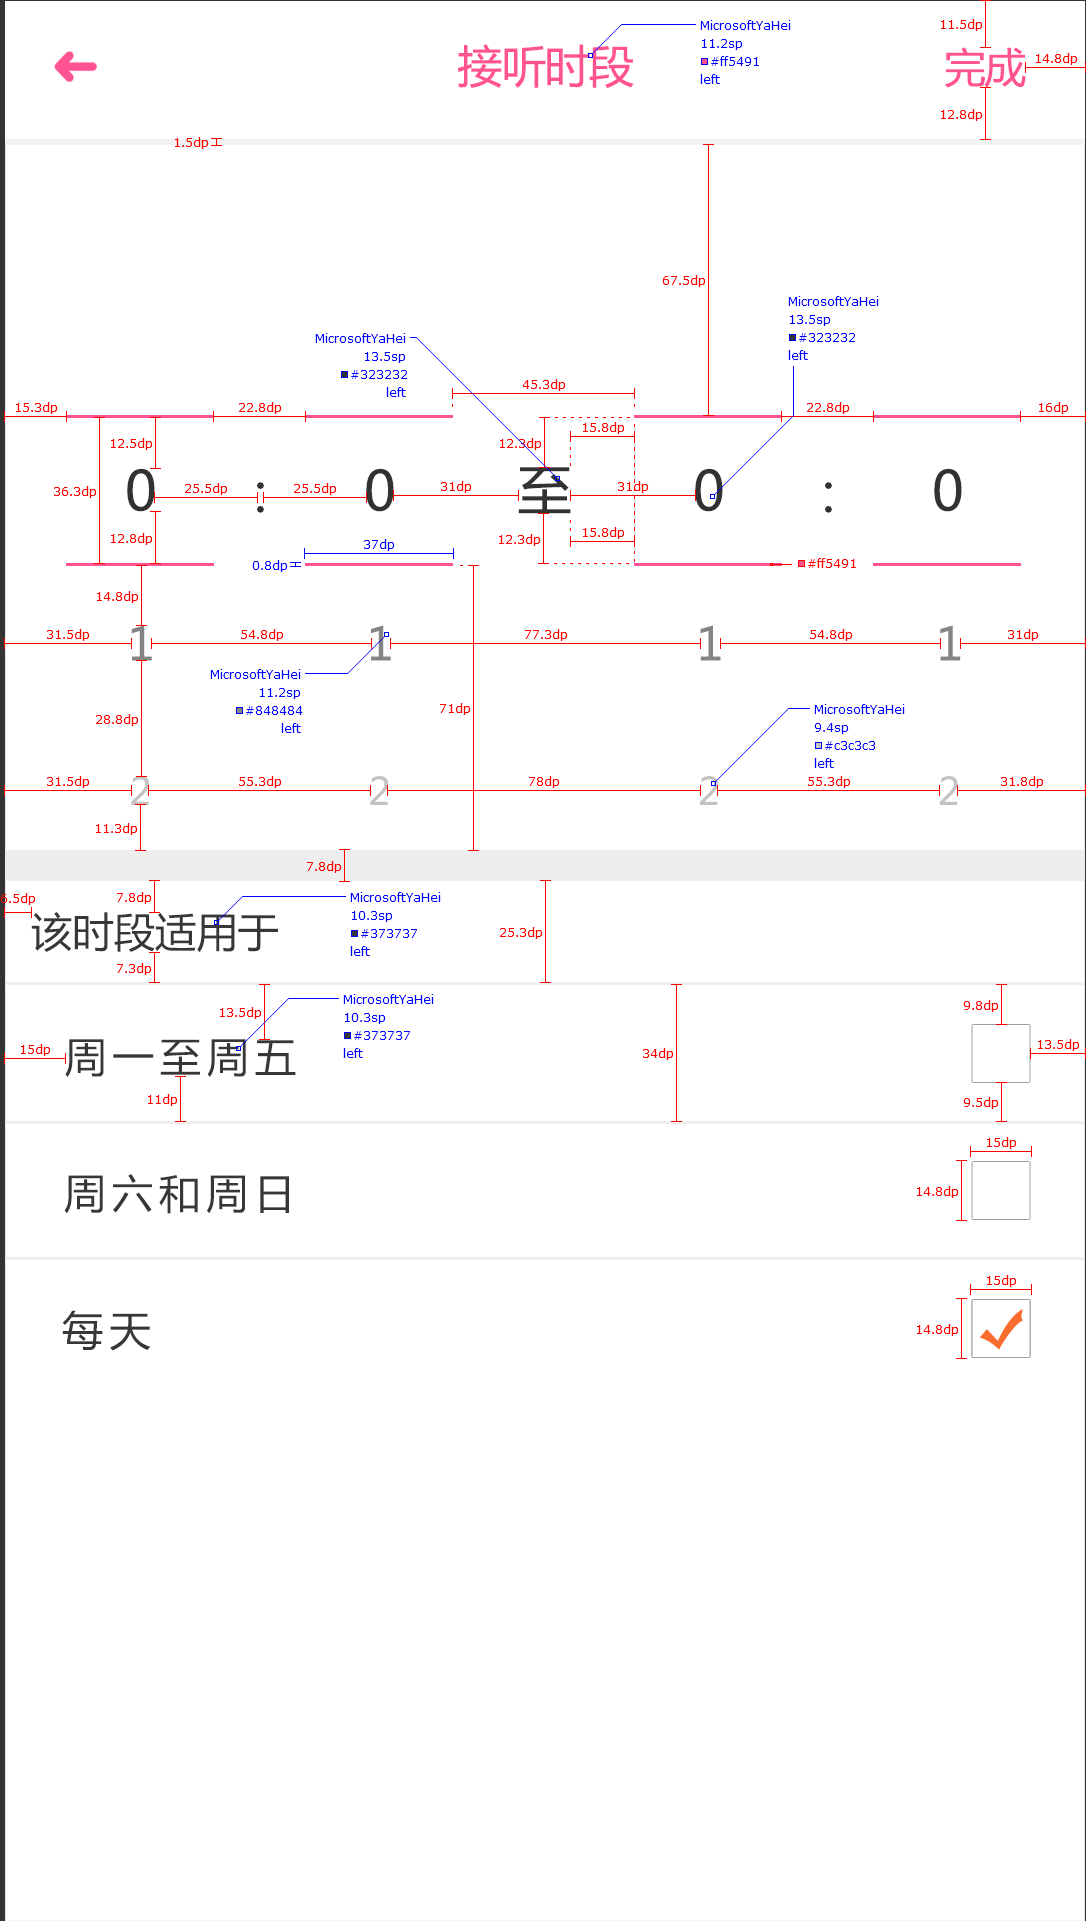 MicrosoftYaHei
11.2sp
#ff5491
left
接听时段
完成
11.5dp
14.8dp
12.8dp
1.5dp
67.5dp
MicrosoftYaHei
13.5sp
#323232
left
MicrosoftYaHei
13.5sp
#323232
left
45.3dp
15.3dp
22.8dp
22.8dp
16dp
12.5dp
12.3dp
15.8dp
36.3dp
0 : 0 至 0 : 0
25.5dp
25.5dp
31dp
31dp
12.8dp
12.3dp
15.8dp
37dp
0.8dp
#ff5491
14.8dp
31.5dp
54.8dp
77.3dp
54.8dp
31dp
1 1 1 1
MicrosoftYaHei
11.2sp
#848484
left
28.8dp
71dp
MicrosoftYaHei
9.4sp
#c3c3c3
left
31.5dp
55.3dp
78dp
55.3dp
31.8dp
2 2 2 2
11.3dp
7.8dp
6.5dp
7.8dp
MicrosoftYaHei
10.3sp
#373737
left
该时段适用于
25.3dp
7.3dp
MicrosoftYaHei
10.3sp
#373737
left
13.5dp
9.8dp
15dp
周一至周五
34dp
13.5dp
11dp
9.5dp
15dp
周六和周日
14.8dp
15dp
每天
14.8dp